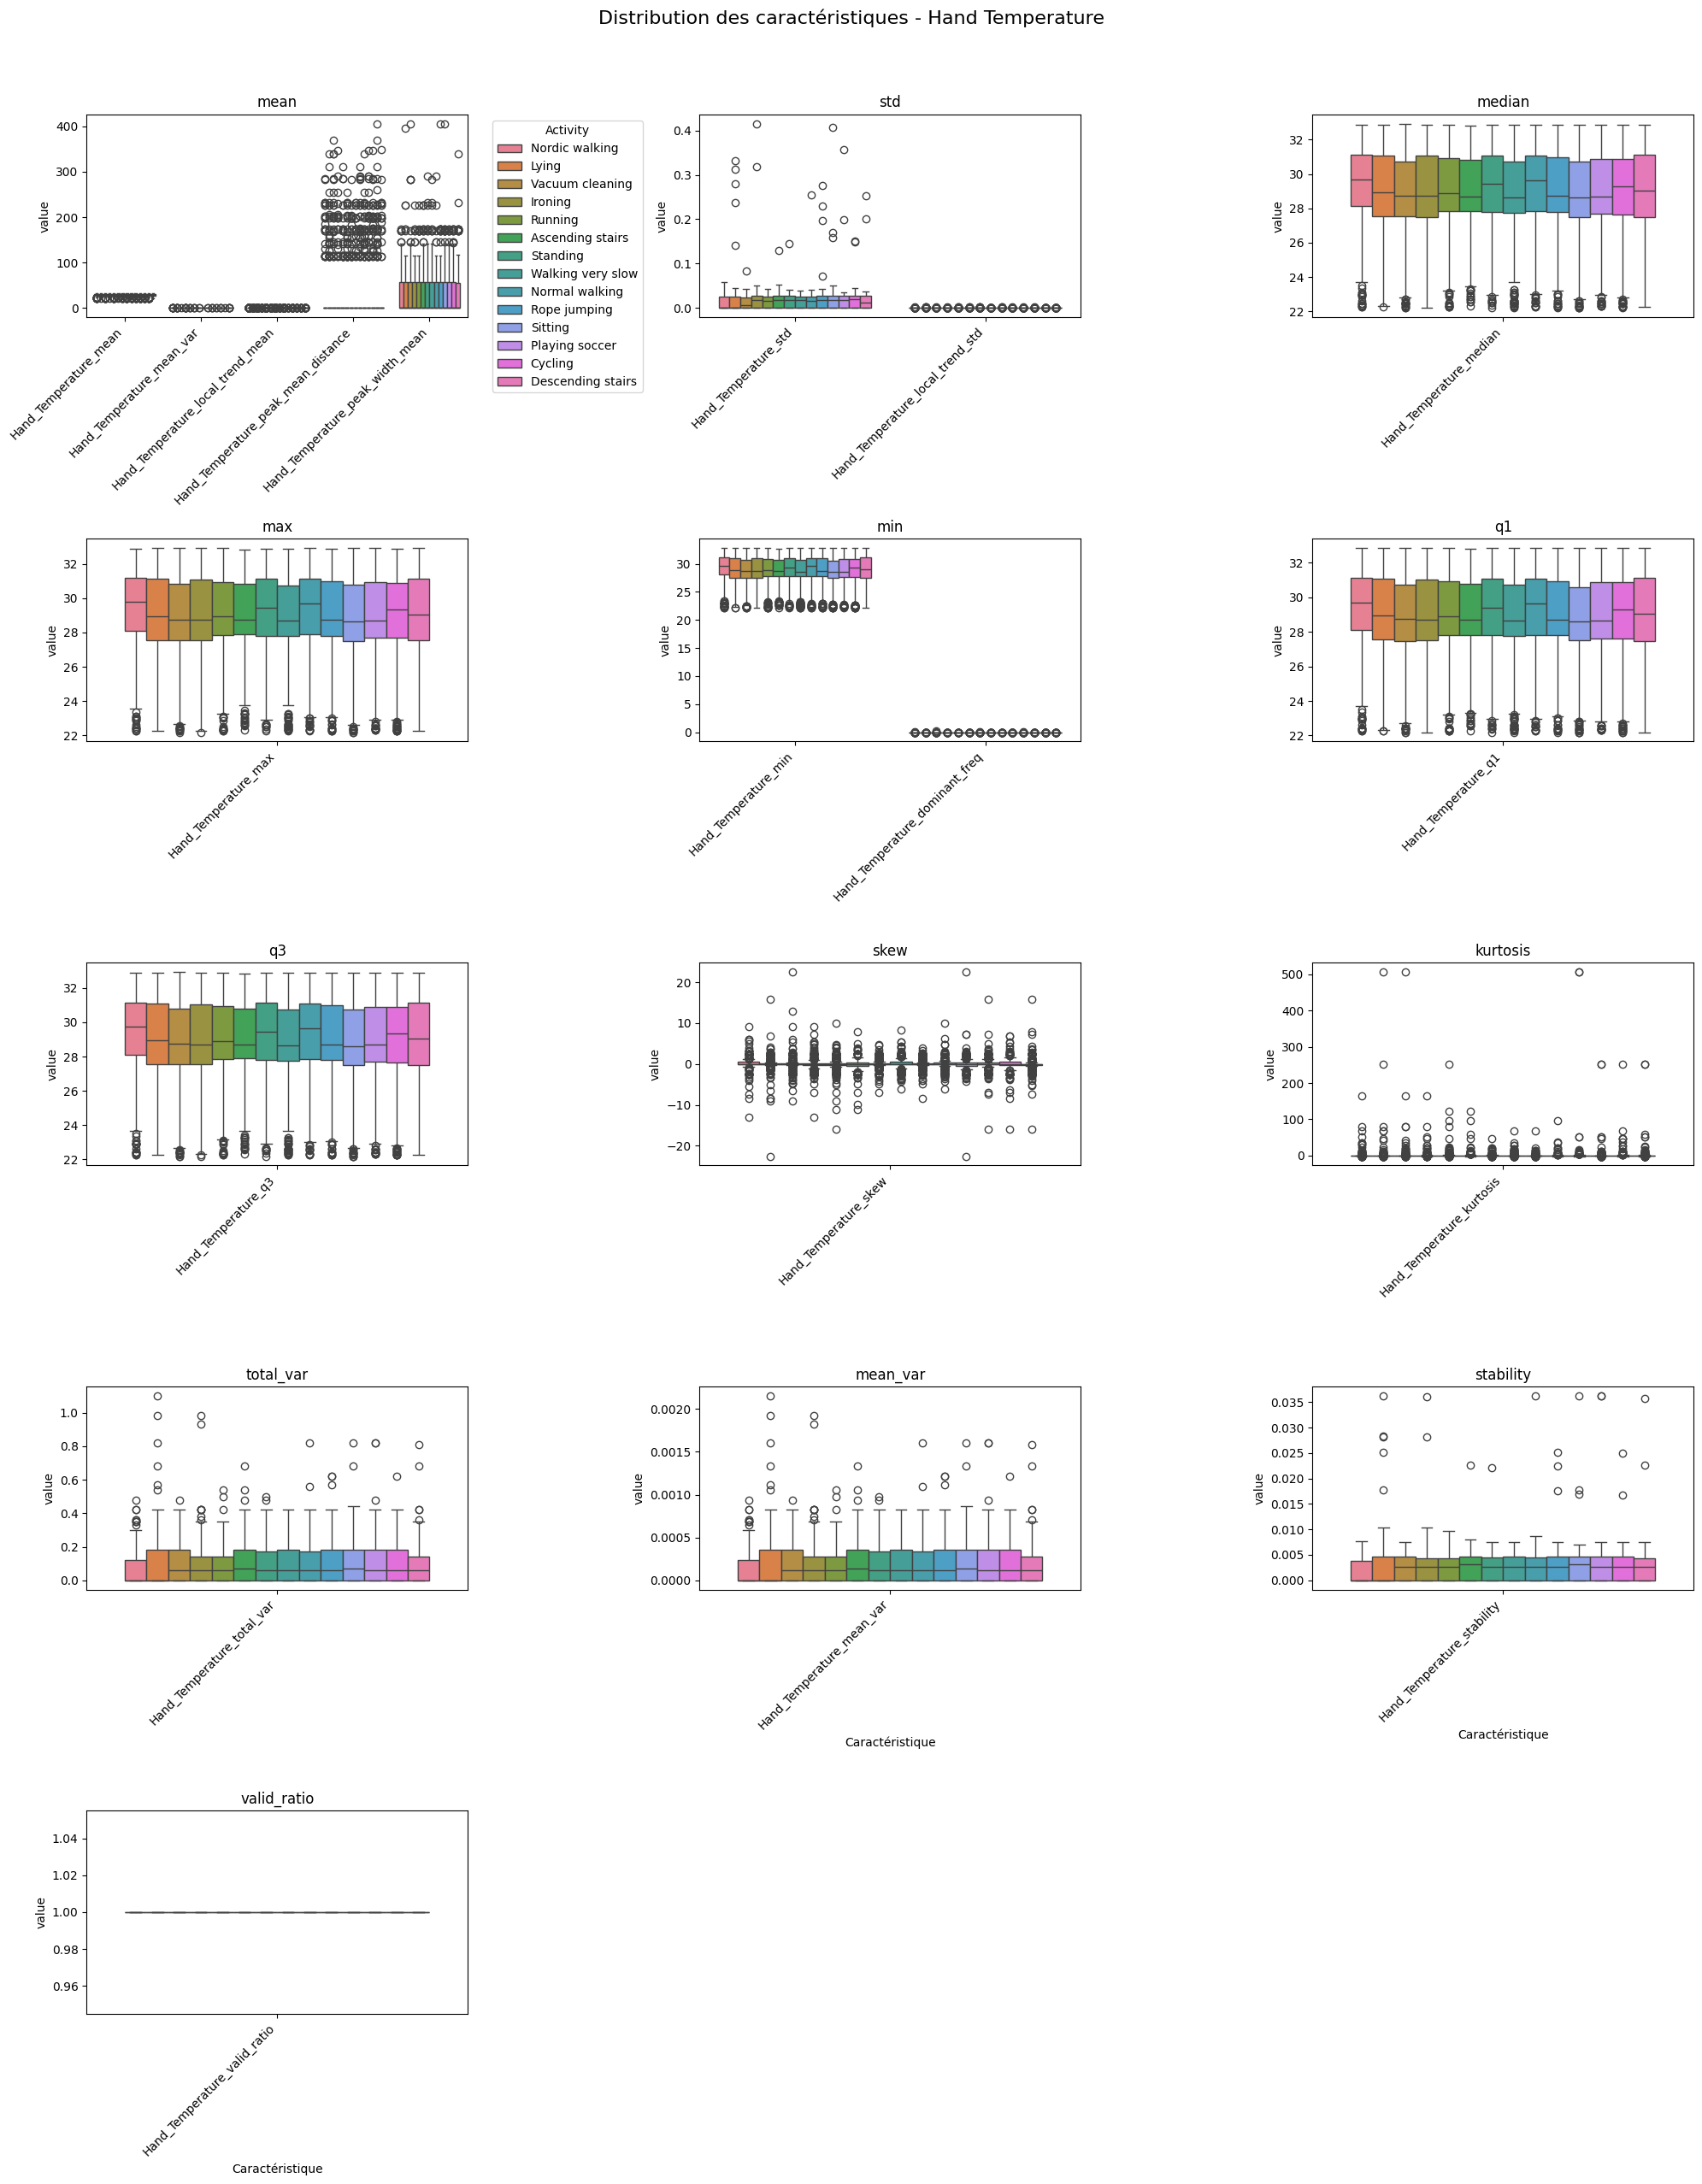 Distribution des caractéristiques - Hand Temperature
mean
value
400
300
200
100
0
Hand_Temperature_mean
Hand_Temperature_mean_var
Hand_Temperature_local_trend_mean
Hand_Temperature_peak_mean_distance
Hand_Temperature_peak_width_mean
Activity
Nordic walking
Lying
Vacuum cleaning
Ironing
Running
Ascending stairs
Standing
Walking very slow
Normal walking
Rope jumping
Sitting
Playing soccer
Cycling
Descending stairs
std
value
0.4
0.3
0.2
0.1
0.0
Hand_Temperature_std
Hand_Temperature_local_trend_std
median
value
32
30
28
26
24
22
Hand_Temperature_median
max
value
32
30
28
26
24
22
Hand_Temperature_max
min
value
30
25
20
15
10
5
0
Hand_Temperature_min
Hand_Temperature_dominant_freq
q1
value
32
30
28
26
24
22
Hand_Temperature_q1
q3
value
32
30
28
26
24
22
Hand_Temperature_q3
skew
value
20
10
0
−10
−20
Hand_Temperature_skew
kurtosis
value
500
400
300
200
100
0
Hand_Temperature_kurtosis
total_var
value
1.0
0.8
0.6
0.4
0.2
0.0
Hand_Temperature_total_var
mean_var
value
0.0020
0.0015
0.0010
0.0005
0.0000
Hand_Temperature_mean_var
Caractéristique
stability
value
0.035
0.030
0.025
0.020
0.015
0.010
0.005
0.000
Hand_Temperature_stability
Caractéristique
valid_ratio
value
1.04
1.02
1.00
0.98
0.96
Hand_Temperature_valid_ratio
Caractéristique